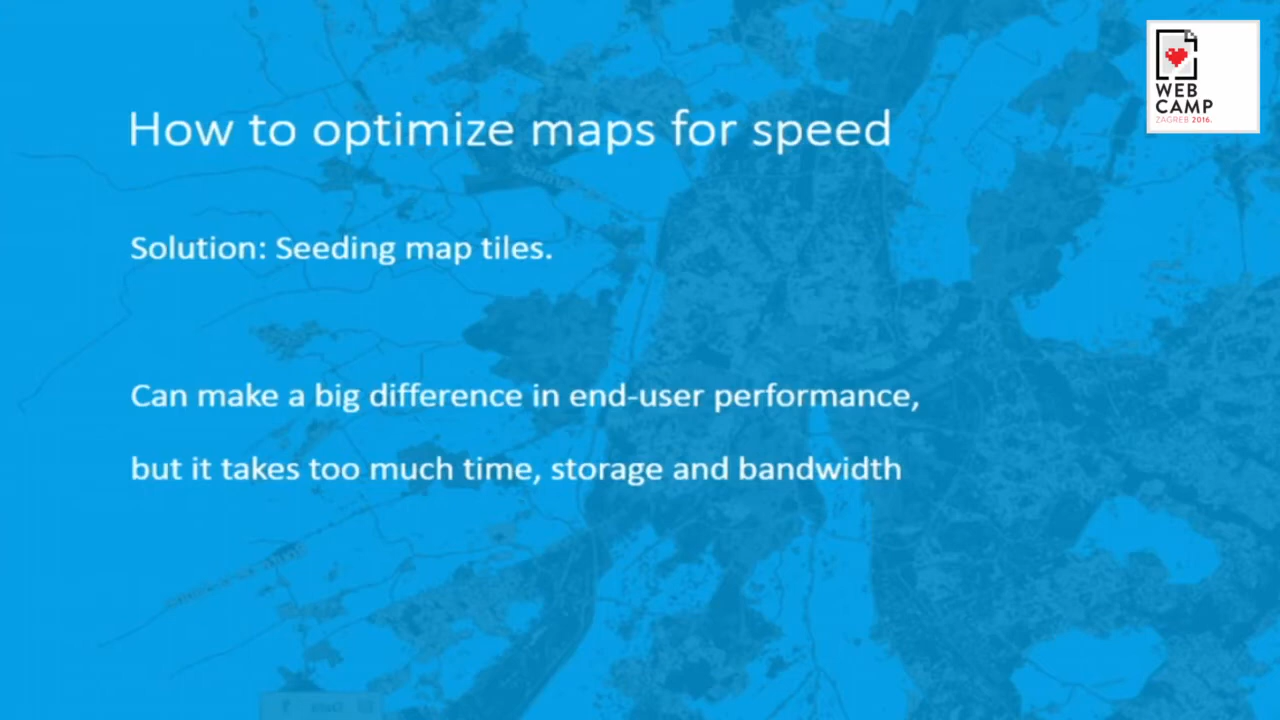 How to optimize maps for speed
Solution: Seeding map tiles.
Can make a big difference in end-user performance,
but it takes too much time, storage and bandwidth
WEB
CAMP
ZAGREB 2016.